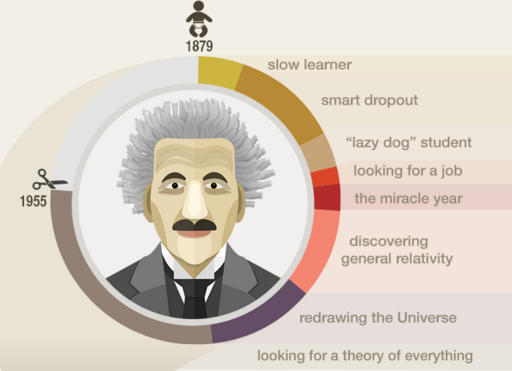 1879
slow learner
smart dropout
“lazy dog” student
looking for a job
the miracle year
1955
discovering
general relativity
redrawing the Universe
looking for a theory of everything